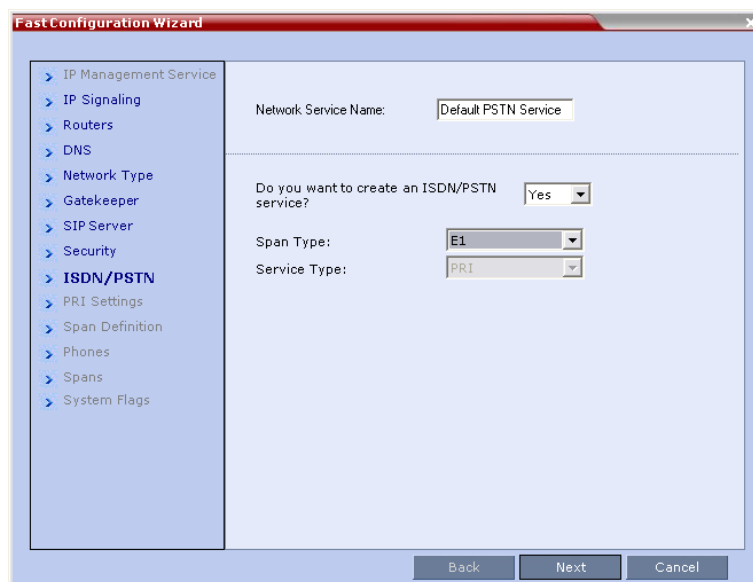 Fast Configuration Wizard
IP Management Service
IP Signaling
Routers
DNS
Network Type
Gatekeeper
SIP Server
Security
ISDN/PSTN
PRI Settings
Span Definition
Phones
Spans
System Flags
Network Service Name: Default PSTN Service
Do you want to create an ISDN/PSTN
service? Yes
Span Type: E1
Service Type: PRI
Back Next Cancel